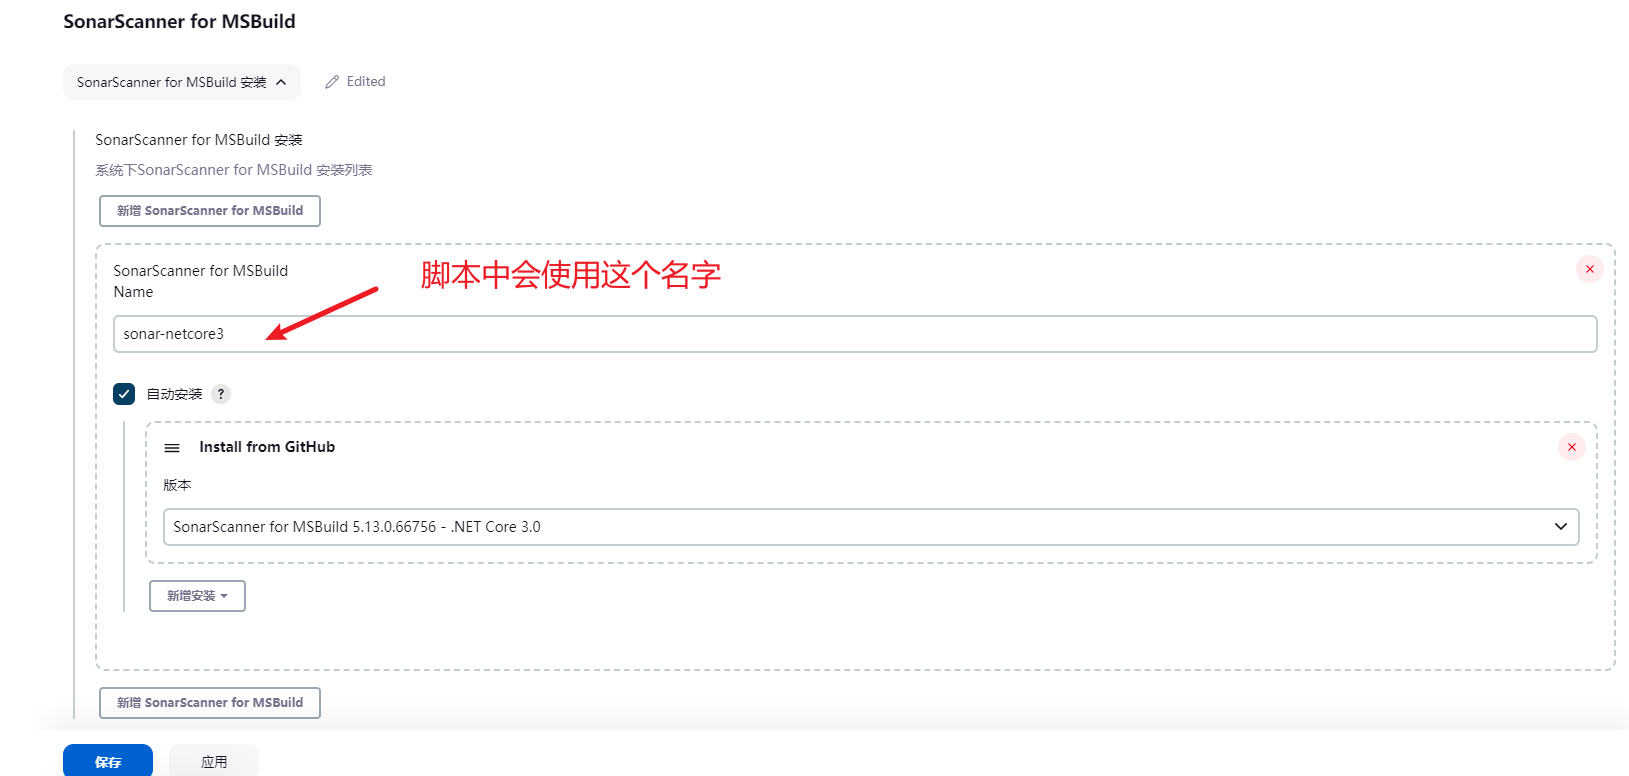 SonarScanner for MSBuild
SonarScanner for MSBuild 安装
Edited
SonarScanner for MSBuild 安装
系统下SonarScanner for MSBuild 安装列表
新增 SonarScanner for MSBuild
SonarScanner for MSBuild
Name
脚本中会使用这个名字
sonar-netcore3
自动安装 ?
Install from GitHub
版本
SonarScanner for MSBuild 5.13.0.66756 - .NET Core 3.0
新增安装
新增 SonarScanner for MSBuild
保存
应用